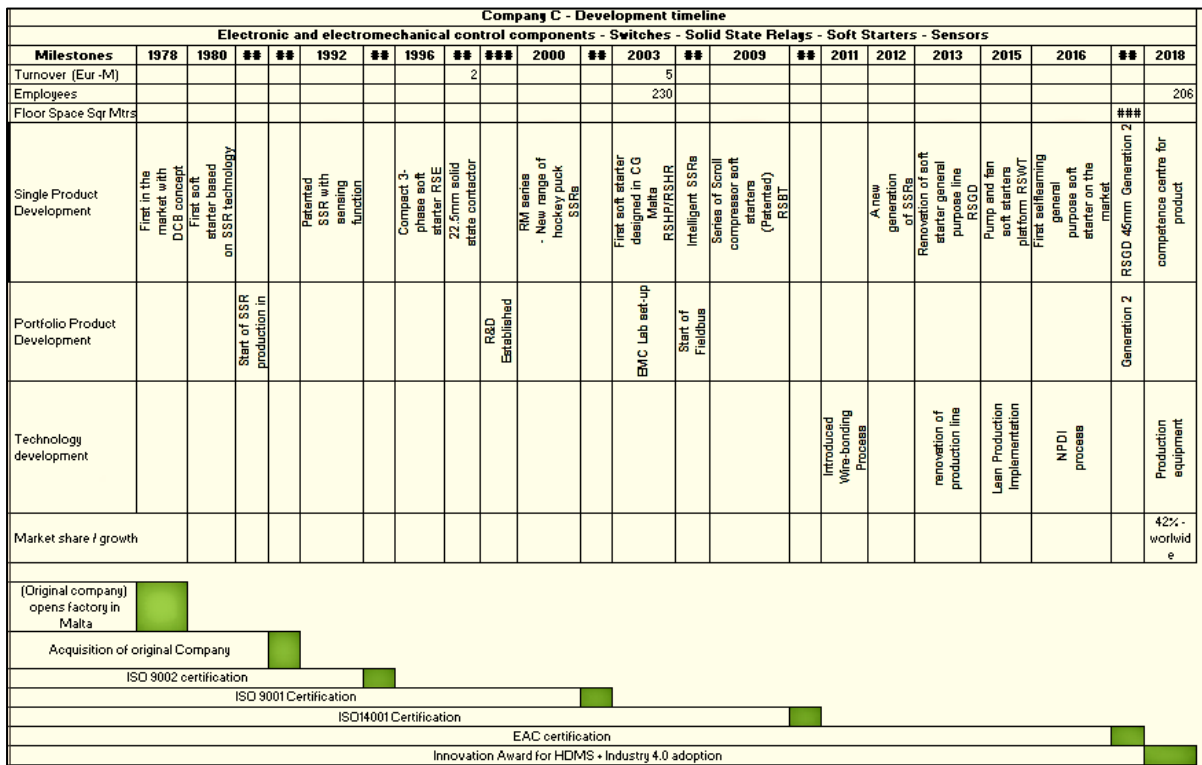 Company C - Development timeline
Electronic and electromechanical control components - Switches - Solid State Relays - Soft Starters - Sensors
Milestones 1978 1980 ## ## 1992 ## 1996 ## ### 2000 ## 2003 ## 2009 ## 2011 2012 2013 2015 2016 ## 2018
Turnover (Eur -M) 2 5
Employees 230 206
Floor Space Sqr Mtrs ###
Single Product
Development
First in the
market with
DCB concept
First soft
starter based
on SSR technology
Patented
SSR with
sensing
function
Compact 3-
phase soft
starter RSE
22.5mm solid
state contactor
RM series
- New range of
hockey puck
SSRs
First soft starter
designed in CG
Malta
RSHP/RSHR
Intelligent SSRs
Series of Scroll
compressor soft
starters
(Patented)
RSBT
A new
generation
of SSRs
Renovation of soft
starter general
purpose line
RSGD
Pump and fan
soft starters
platform RSWT
First selflearning
general
purpose soft
starter on the
market
RSGD 45mm Generation 2
competence centre for
product
Portfolio Product
Development
Start of SSR
production in
R&D
Established
EMC Lab set-up
Start of
Fieldbus
Generation 2
Technology
development
Introduced
Wire-bonding
Process
renovation of
production line
Lean Production
Implementation
NPDI
process
Production
equipment
Market share / growth
42% -
worlwid
e
(Original company)
opens factory in
Malta
Acquisition of original Company
ISO 9002 certification
ISO 9001 Certification
ISO14001 Certification
EAC certification
Innovation Award for HDMS + Industry 4.0 adoption